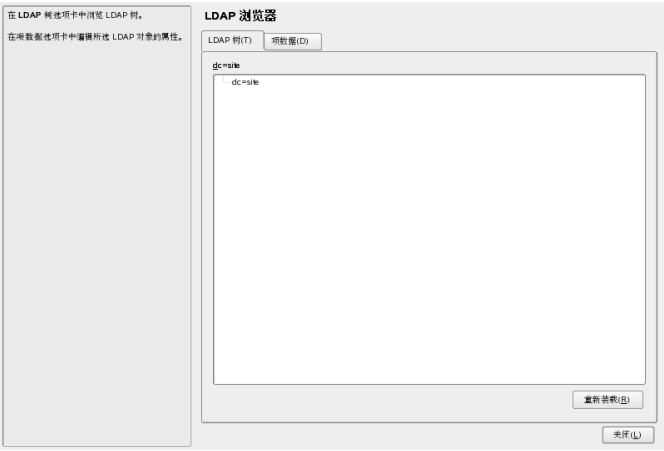 在 LDAP 树选项卡中浏览 LDAP 树。
在项数据选项卡中编辑所选 LDAP 对象的属性。
LDAP 浏览器
LDAP 树(T)
项数据(D)
dc=site
dc=site
重新装载(R)
关闭(L)